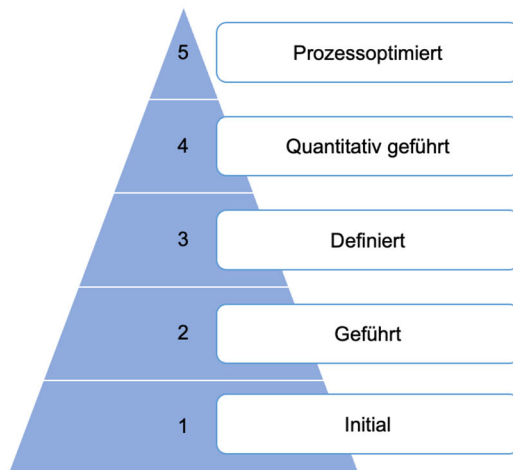 5 Prozessoptimiert
4 Quantitativ geführt
3 Definiert
2 Geführt
1 Initial